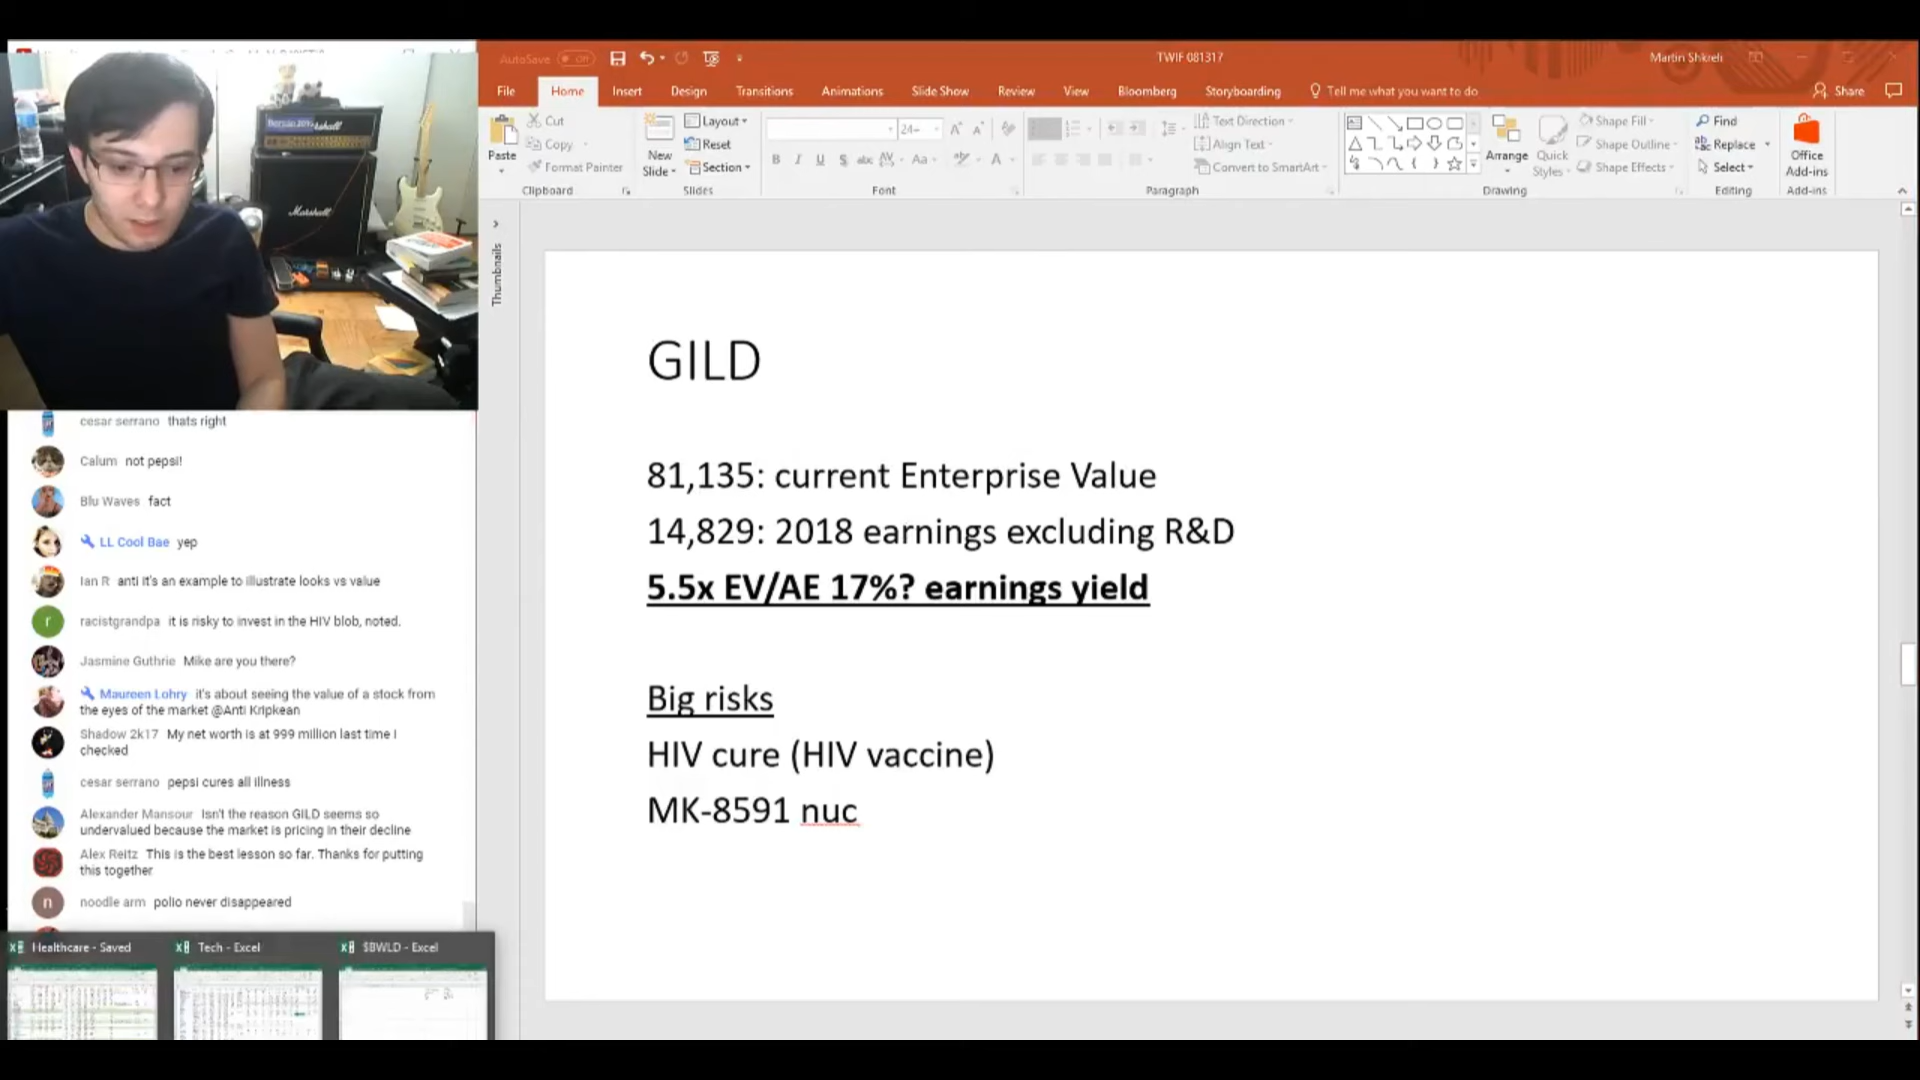 AutoSave Off
TWIF 081317
Martin Shkreli
File Home Insert Design Transitions Animations Slide Show Review View Bloomberg Storyboarding Tell me what you want to do
Share
Paste
Cut
Copy
Format Painter
Clipboard
New Slide
Layout
Reset
Section
Slides
24+
Aa
Font
Text Direction
Align Text
Convert to SmartArt
Paragraph
Arrange
Quick Styles
Shape Fill
Shape Outline
Shape Effects
Drawing
Find
Replace
Select
Editing
Office Add-ins
Add-ins
Thumbnails
Marshall
GILD
81,135: current Enterprise Value
14,829: 2018 earnings excluding R&D
5.5x EV/AE 17%? earnings yield
Big risks
HIV cure (HIV vaccine)
MK-8591 nuc
cesar serrano thats right
Calum not pepsi!
Blu Waves fact
LL Cool Bae yep
Ian R anti it's an example to illustrate looks vs value
r
racistgrandpa it is risky to invest in the HIV blob, noted.
Jasmine Guthrie Mike are you there?
Maureen Lohry it's about seeing the value of a stock from
the eyes of the market @Anti Kripkean
Shadow 2k17 My net worth is at 999 million last time I
checked
cesar serrano pepsi cures all illness
Alexander Mansour Isn't the reason GILD seems so
undervalued because the market is pricing in their decline
Alex Reitz This is the best lesson so far. Thanks for putting
this together
n
noodle arm polio never disappeared
Healthcare - Saved
Tech - Excel
$BWLD - Excel